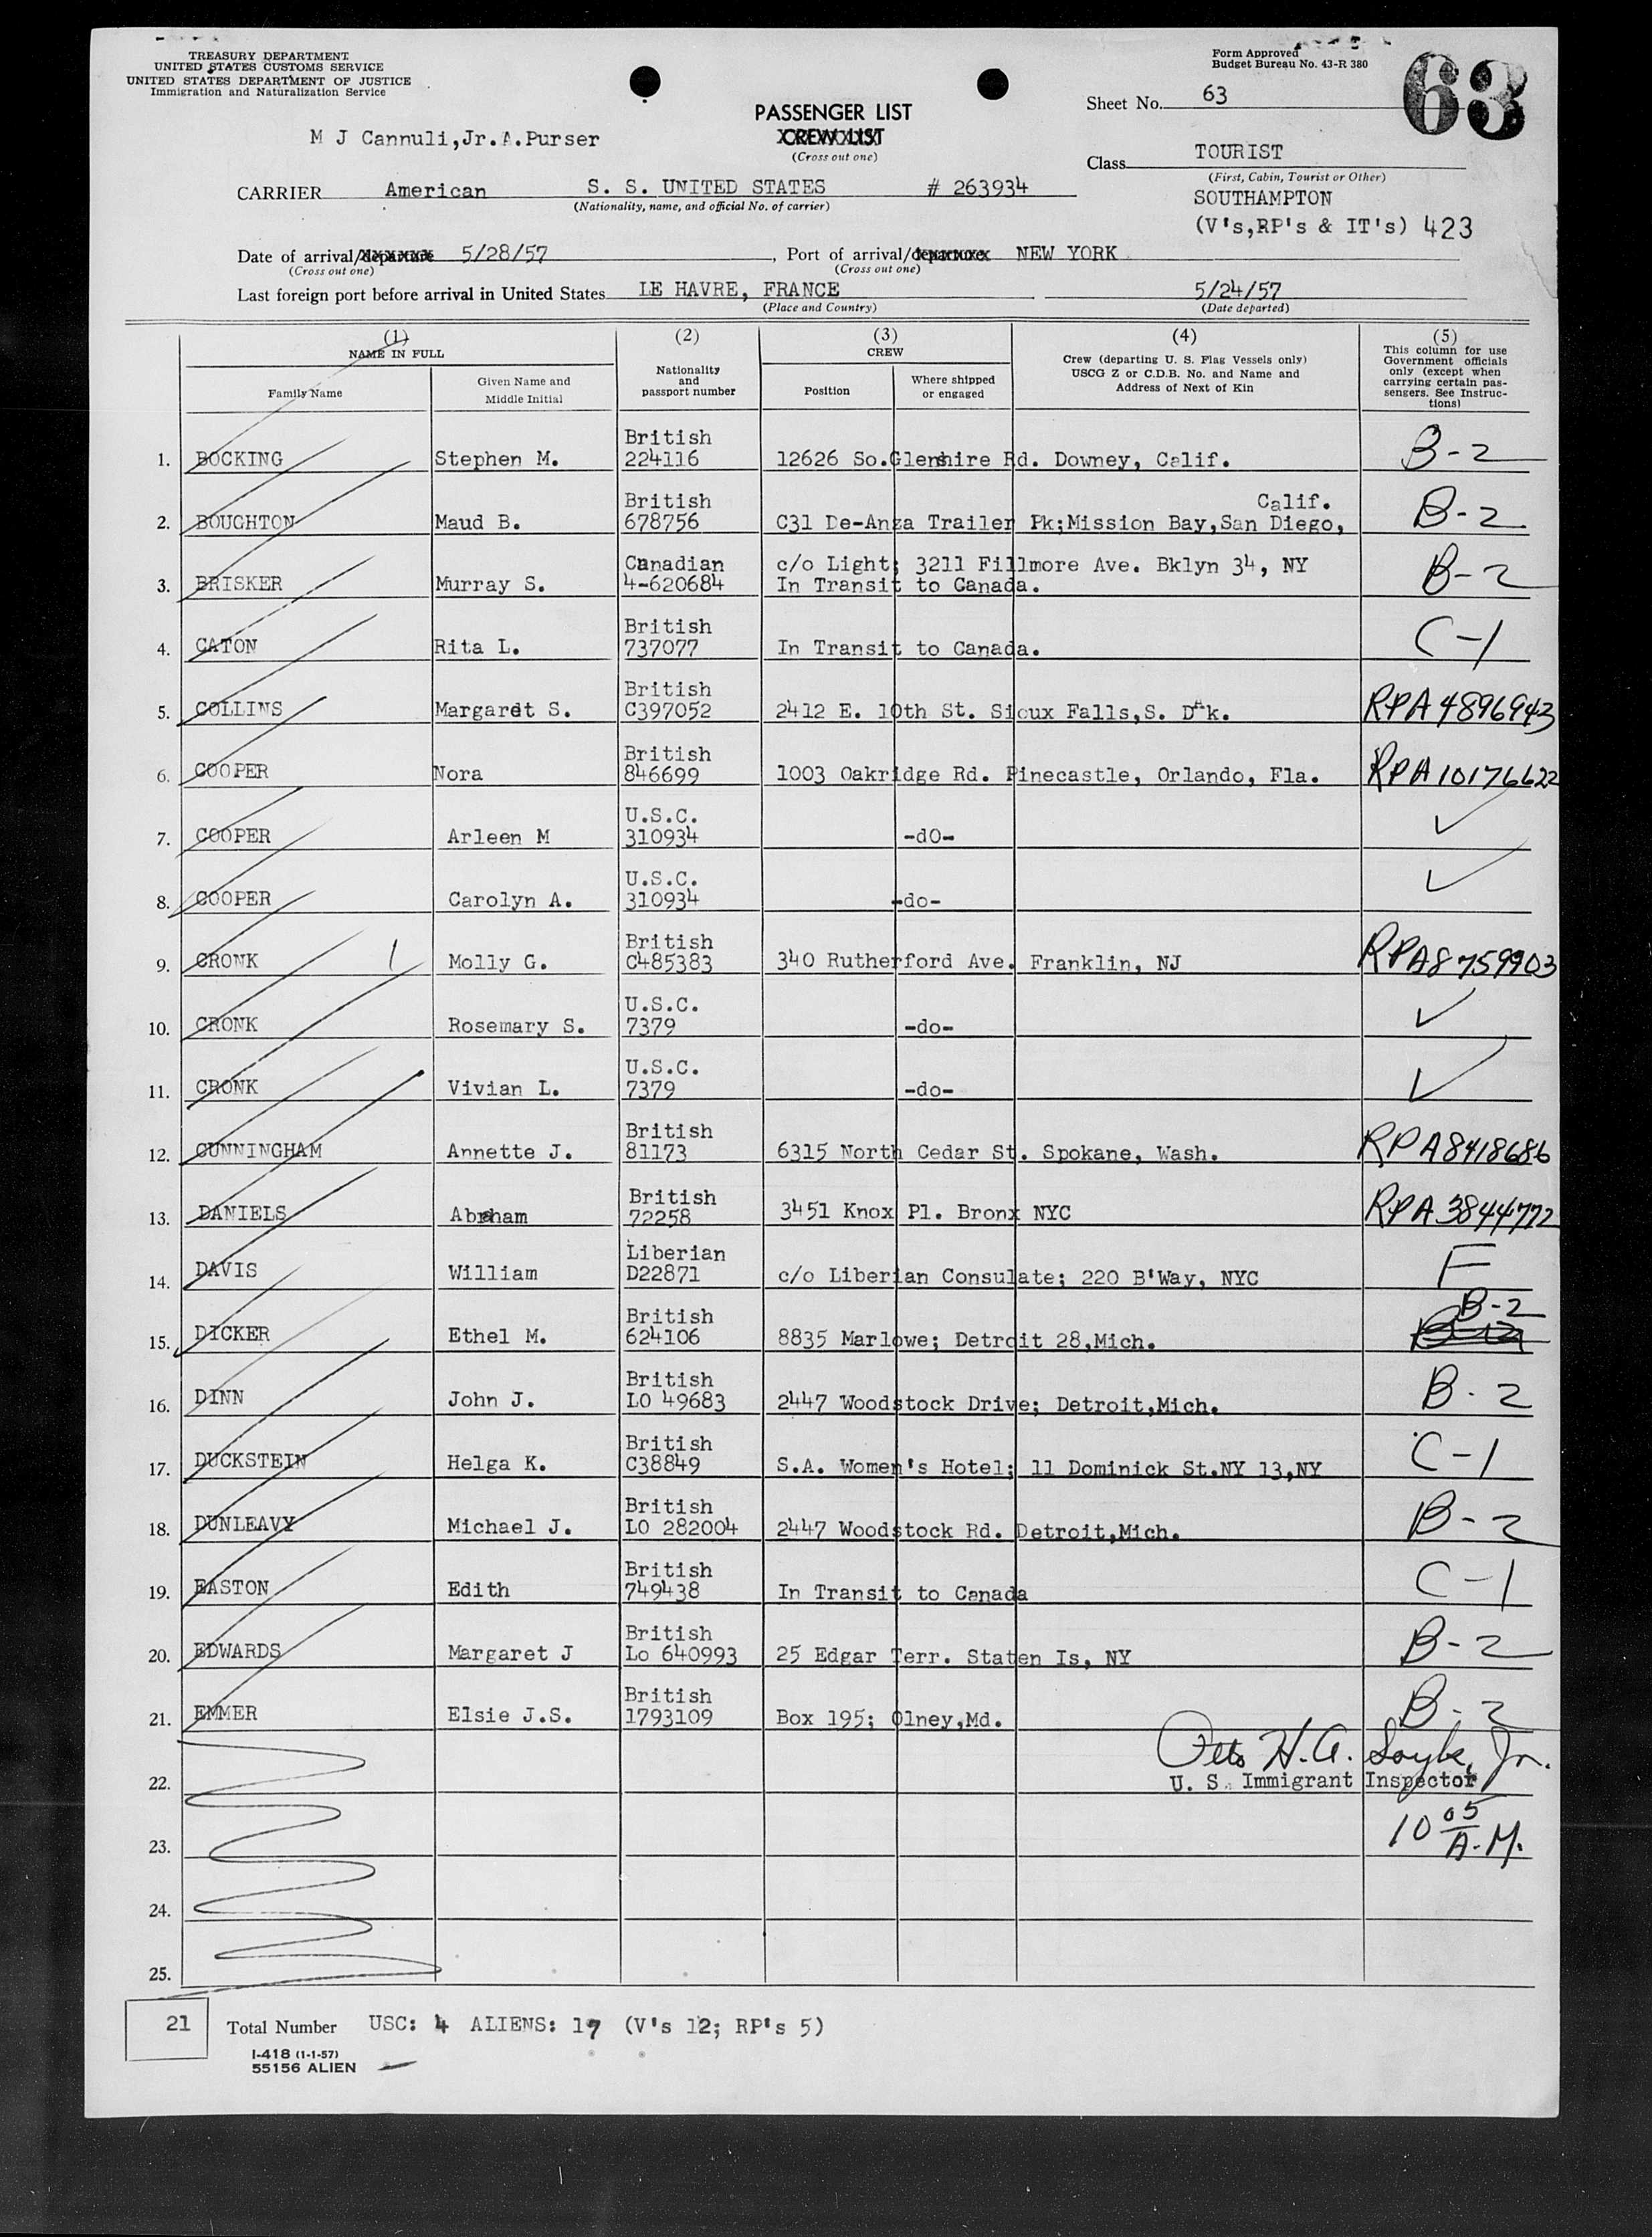 TREASURY DEPARTMENT
UNITED STATES CUSTOMS SERVICE
UNITED STATES DEPARTMENT OF JUSTICE
Immigration and Naturalization Service
Form Approved
Budget Bureau No. 43-R 380
Sheet No. 63
63
PASSENGER LIST
CREW LIST
(Cross out one)
M J Cannuli,Jr.A.Purser
Class TOURIST
(First, Cabin, Tourist or Other)
CARRIER American S. S. UNITED STATES # 263934
(Nationality, name, and official No. of carrier)
SOUTHAMPTON
(V's,RP's & IT's) 423
Date of arrival/departure 5/28/57, Port of arrival/departure NEW YORK
(Cross out one) (Cross out one)
Last foreign port before arrival in United States LE HAVRE, FRANCE 5/24/57
(Place and Country) (Date departed)
(1) (2) (3) (4) (5)
NAME IN FULL
Family Name
Given Name and Middle Initial
Nationality and passport number
CREW
Position
Where shipped or engaged
Crew (departing U. S. Flag Vessels only)
USCG Z or C.D.B. No. and Name and
Address of Next of Kin
This column for use
Government officials
only (except when
carrying certain pas-
sengers. See Instruc-
tions)
British
1. BOCKING Stephen M. 224116 12626 So.Glenshire Rd. Downey, Calif. B-2
British Calif.
2. BOUGHTON Maud B. 678756 C31 De-Anza Trailer Pk;Mission Bay,San Diego, B-2
Canadian c/o Light; 3211 Fillmore Ave. Bklyn 34, NY
3. BRISKER Murray S. 4-620684 In Transit to Canada. B-2
British
4. CATON Rita L. 737077 In Transit to Canada. C-1
British
5. COLLINS Margaret S. C397052 2412 E. 10th St. Sioux Falls,S. Dak. RPA4896943
British
6. COOPER Nora 846699 1003 Oakridge Rd. Pinecastle, Orlando, Fla. RPA10176622
U.S.C.
7. COOPER Arleen M 310934 -dO- ✓
U.S.C.
8. COOPER Carolyn A. 310934 -do- ✓
British
9. CRONK Molly G. C485383 340 Rutherford Ave. Franklin, NJ RPA8759903
U.S.C.
10. CRONK Rosemary S. 7379 -do- ✓
U.S.C.
11. CRONK Vivian L. 7379 -do- ✓
British
12. CUNNINGHAM Annette J. 81173 6315 North Cedar St. Spokane, Wash. RPA8418686
British
13. DANIELS Abraham 72258 3451 Knox Pl. Bronx NYC RPA3844772
Liberian
14. DAVIS William D22871 c/o Liberian Consulate; 220 B'Way, NYC F
British B-2
15. DICKER Ethel M. 624106 8835 Marlowe; Detroit 28,Mich.
British
16. DINN John J. LO 49683 2447 Woodstock Drive; Detroit,Mich. B-2
British
17. DUCKSTEIN Helga K. C38849 S.A. Women's Hotel; 11 Dominick St.NY 13,NY C-1
British
18. DUNLEAVY Michael J. LO 282004 2447 Woodstock Rd. Detroit,Mich. B-2
British
19. EASTON Edith 749438 In Transit to Canada C-1
British
20. EDWARDS Margaret J Lo 640993 25 Edgar Terr. Staten Is, NY B-2
British
21. EMMER Elsie J.S. 1793109 Box 195; Olney,Md. B-2
Otto H.A. Jr.
22. U. S. Immigrant Inspector
10 05 A.M.
23.
24.
25.
21 Total Number USC: 4 ALIENS: 17 (V's 12; RP's 5)
I-418 (1-1-57)
55156 ALIEN